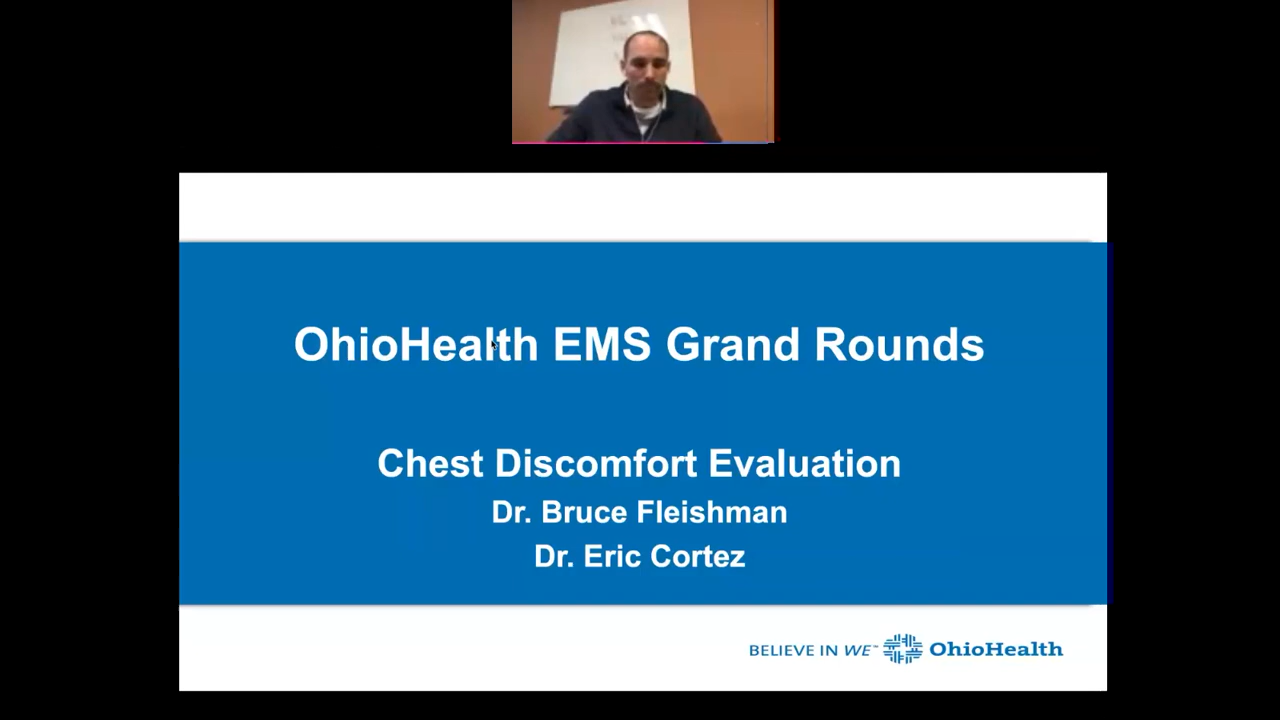 OhioHealth EMS Grand Rounds
Chest Discomfort Evaluation
Dr. Bruce Fleishman
Dr. Eric Cortez
BELIEVE IN WE™ OhioHealth